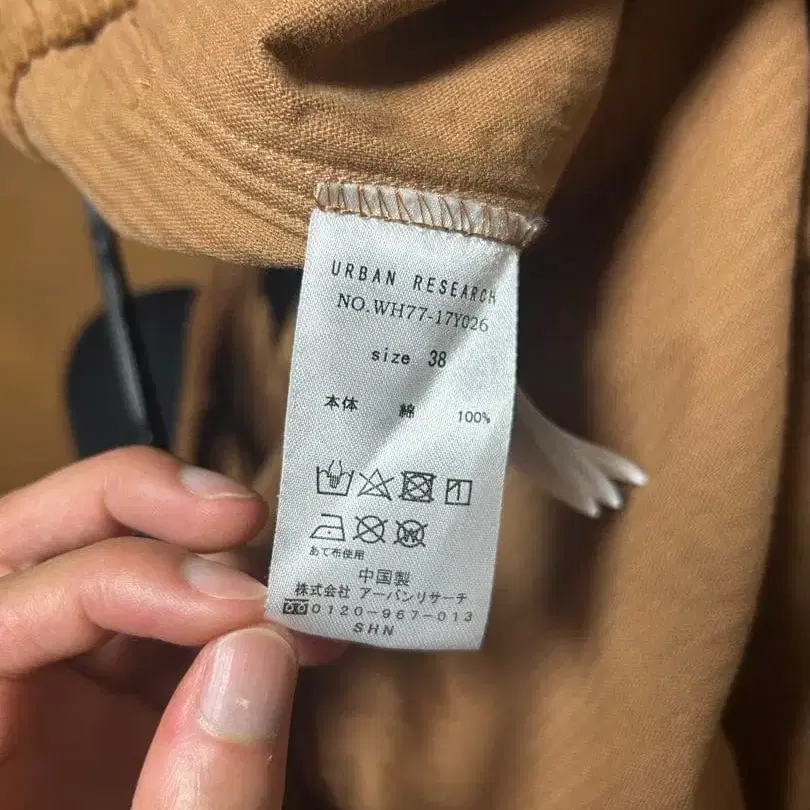 URBAN RESEARCH
NO.WH77-17Y026
size 38
本体 綿 100%
あて布使用
中国製
株式会社 アーバンリサーチ
0120-967-013
SHN